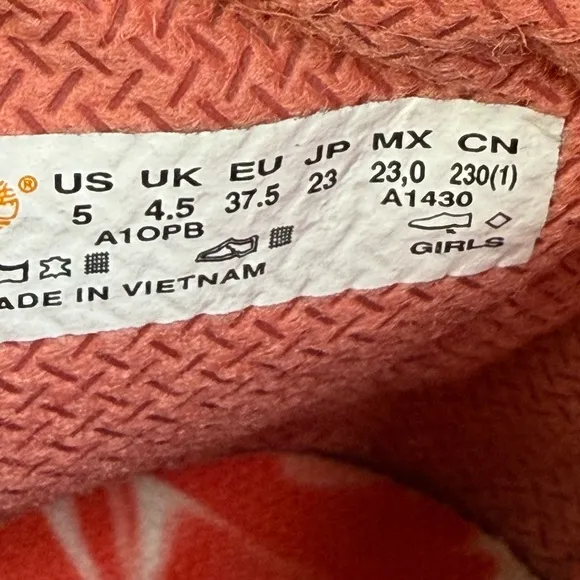 ® US UK EU JP MX CN
5 4.5 37.5 23 23,0 230(1)
A1OPB A1430
GIRLS
ADE IN VIETNAM